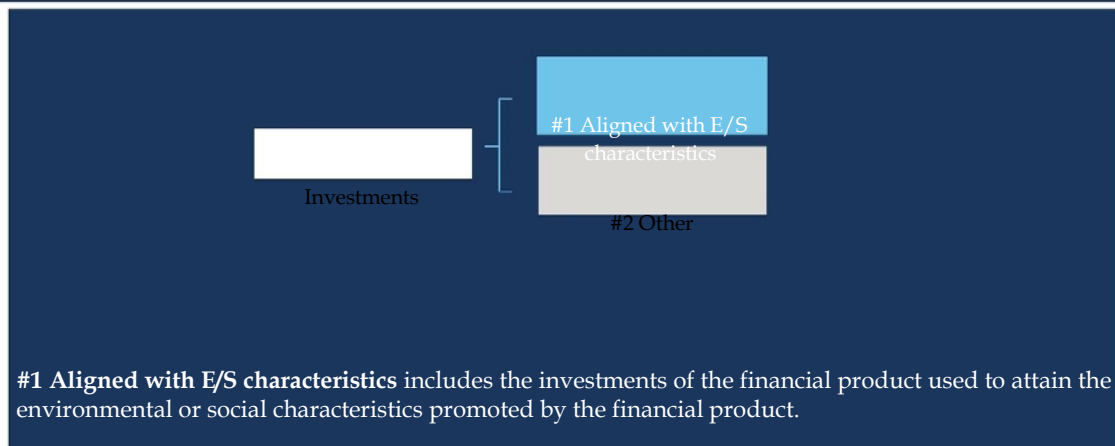 #1 Aligned with E/S
characteristics
Investments
#2 Other
#1 Aligned with E/S characteristics includes the investments of the financial product used to attain the
environmental or social characteristics promoted by the financial product.